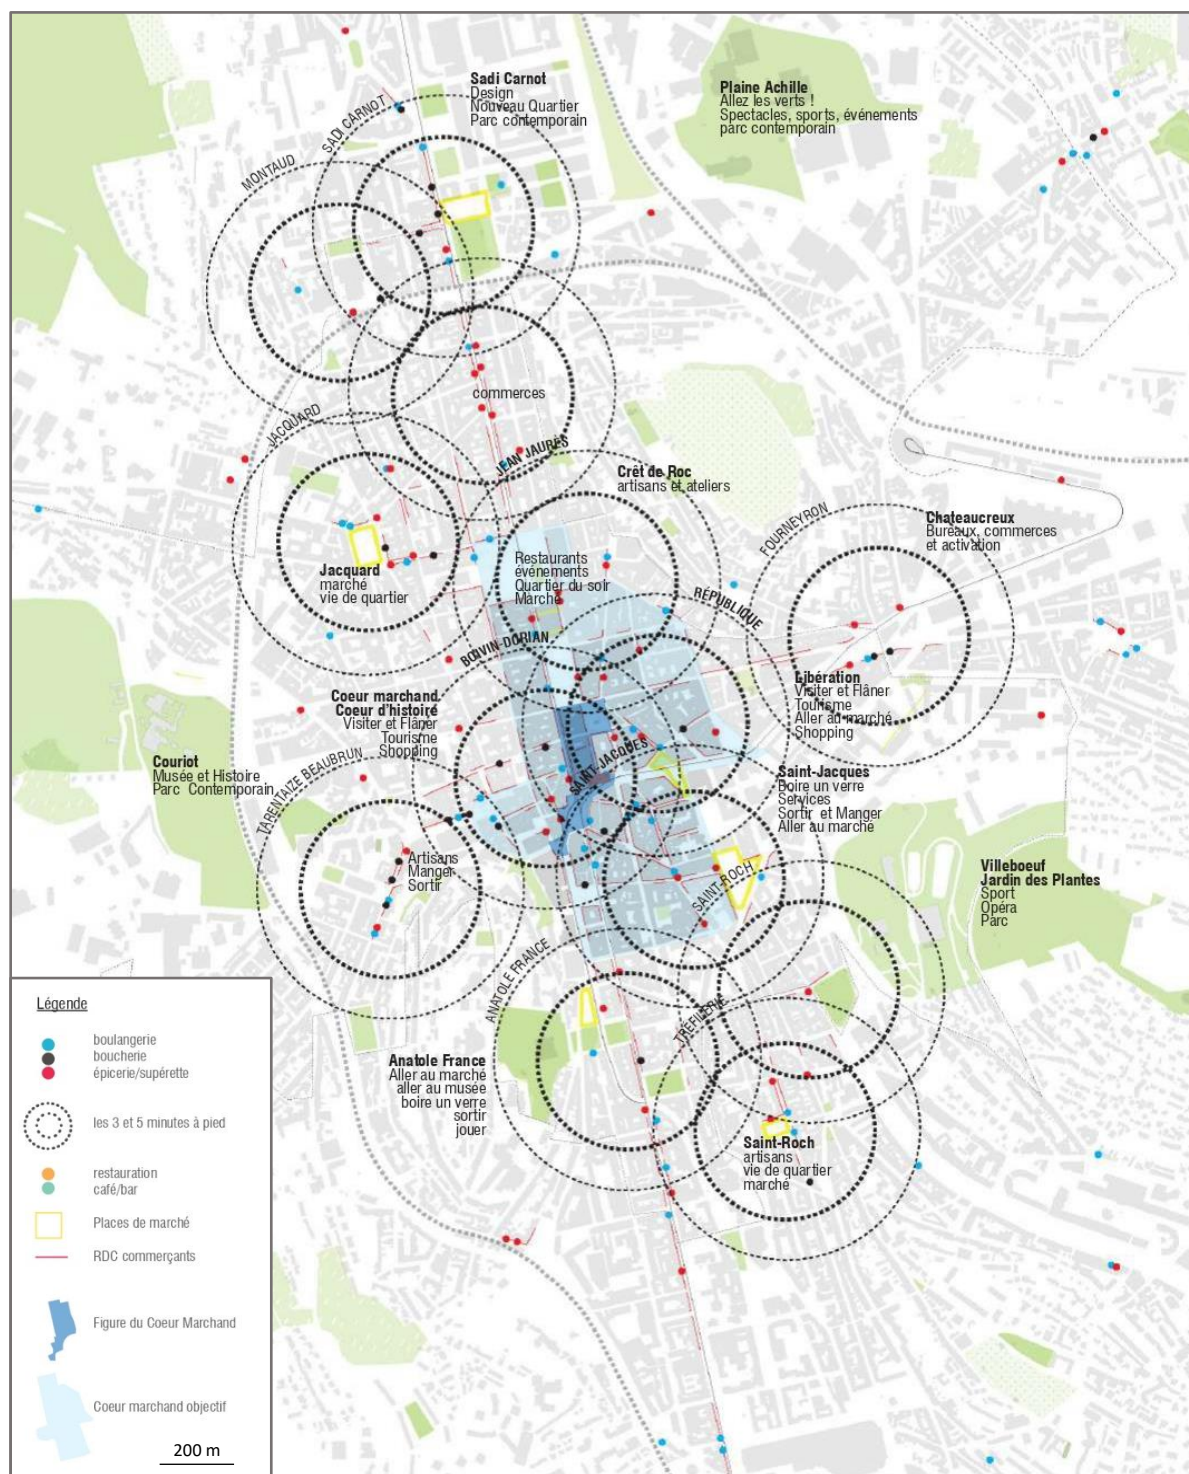 Sadi Carnot
Design
Nouveau Quartier
Parc contemporain
Plaine Achille
Allez les verts !
Spectacles, sports, événements
parc contemporain
SADI CARNOT
MONTAUD
commerces
JACQUARD
JEAN JAURÈS
Crêt de Roc
artisans et ateliers
FOURNEYRON
Chateaucreux
Bureaux, commerces
et activation
Restaurants
événements
Quartier du soir
Marché
Jacquard
marché
vie de quartier
RÉPUBLIQUE
BOIVIN-DORIAN
Libération
Visiter et Flâner
Tourisme
Aller au marché
Shopping
Coeur marchand
Coeur d'histoire
Visiter et Flâner
Tourisme
Shopping
SAINT-JACQUES
Couriot
Musée et Histoire
Parc Contemporain
TARENTAIZE BEAUBRUN
Saint-Jacques
Boire un verre
Services
Sortir et Manger
Aller au marché
Artisans
Manger
Sortir
SAINT-ROCH
Villeboeuf
Jardin des Plantes
Sport
Opéra
Parc
ANATOLE FRANCE
TRÉFILERIE
Anatole France
Aller au marché
aller au musée
boire un verre
sortir
jouer
Saint-Roch
artisans
vie de quartier
marché
Légende
boulangerie
boucherie
épicerie/supérette
les 3 et 5 minutes à pied
restauration
café/bar
Places de marché
RDC commerçants
Figure du Coeur Marchand
Coeur marchand objectif
200 m